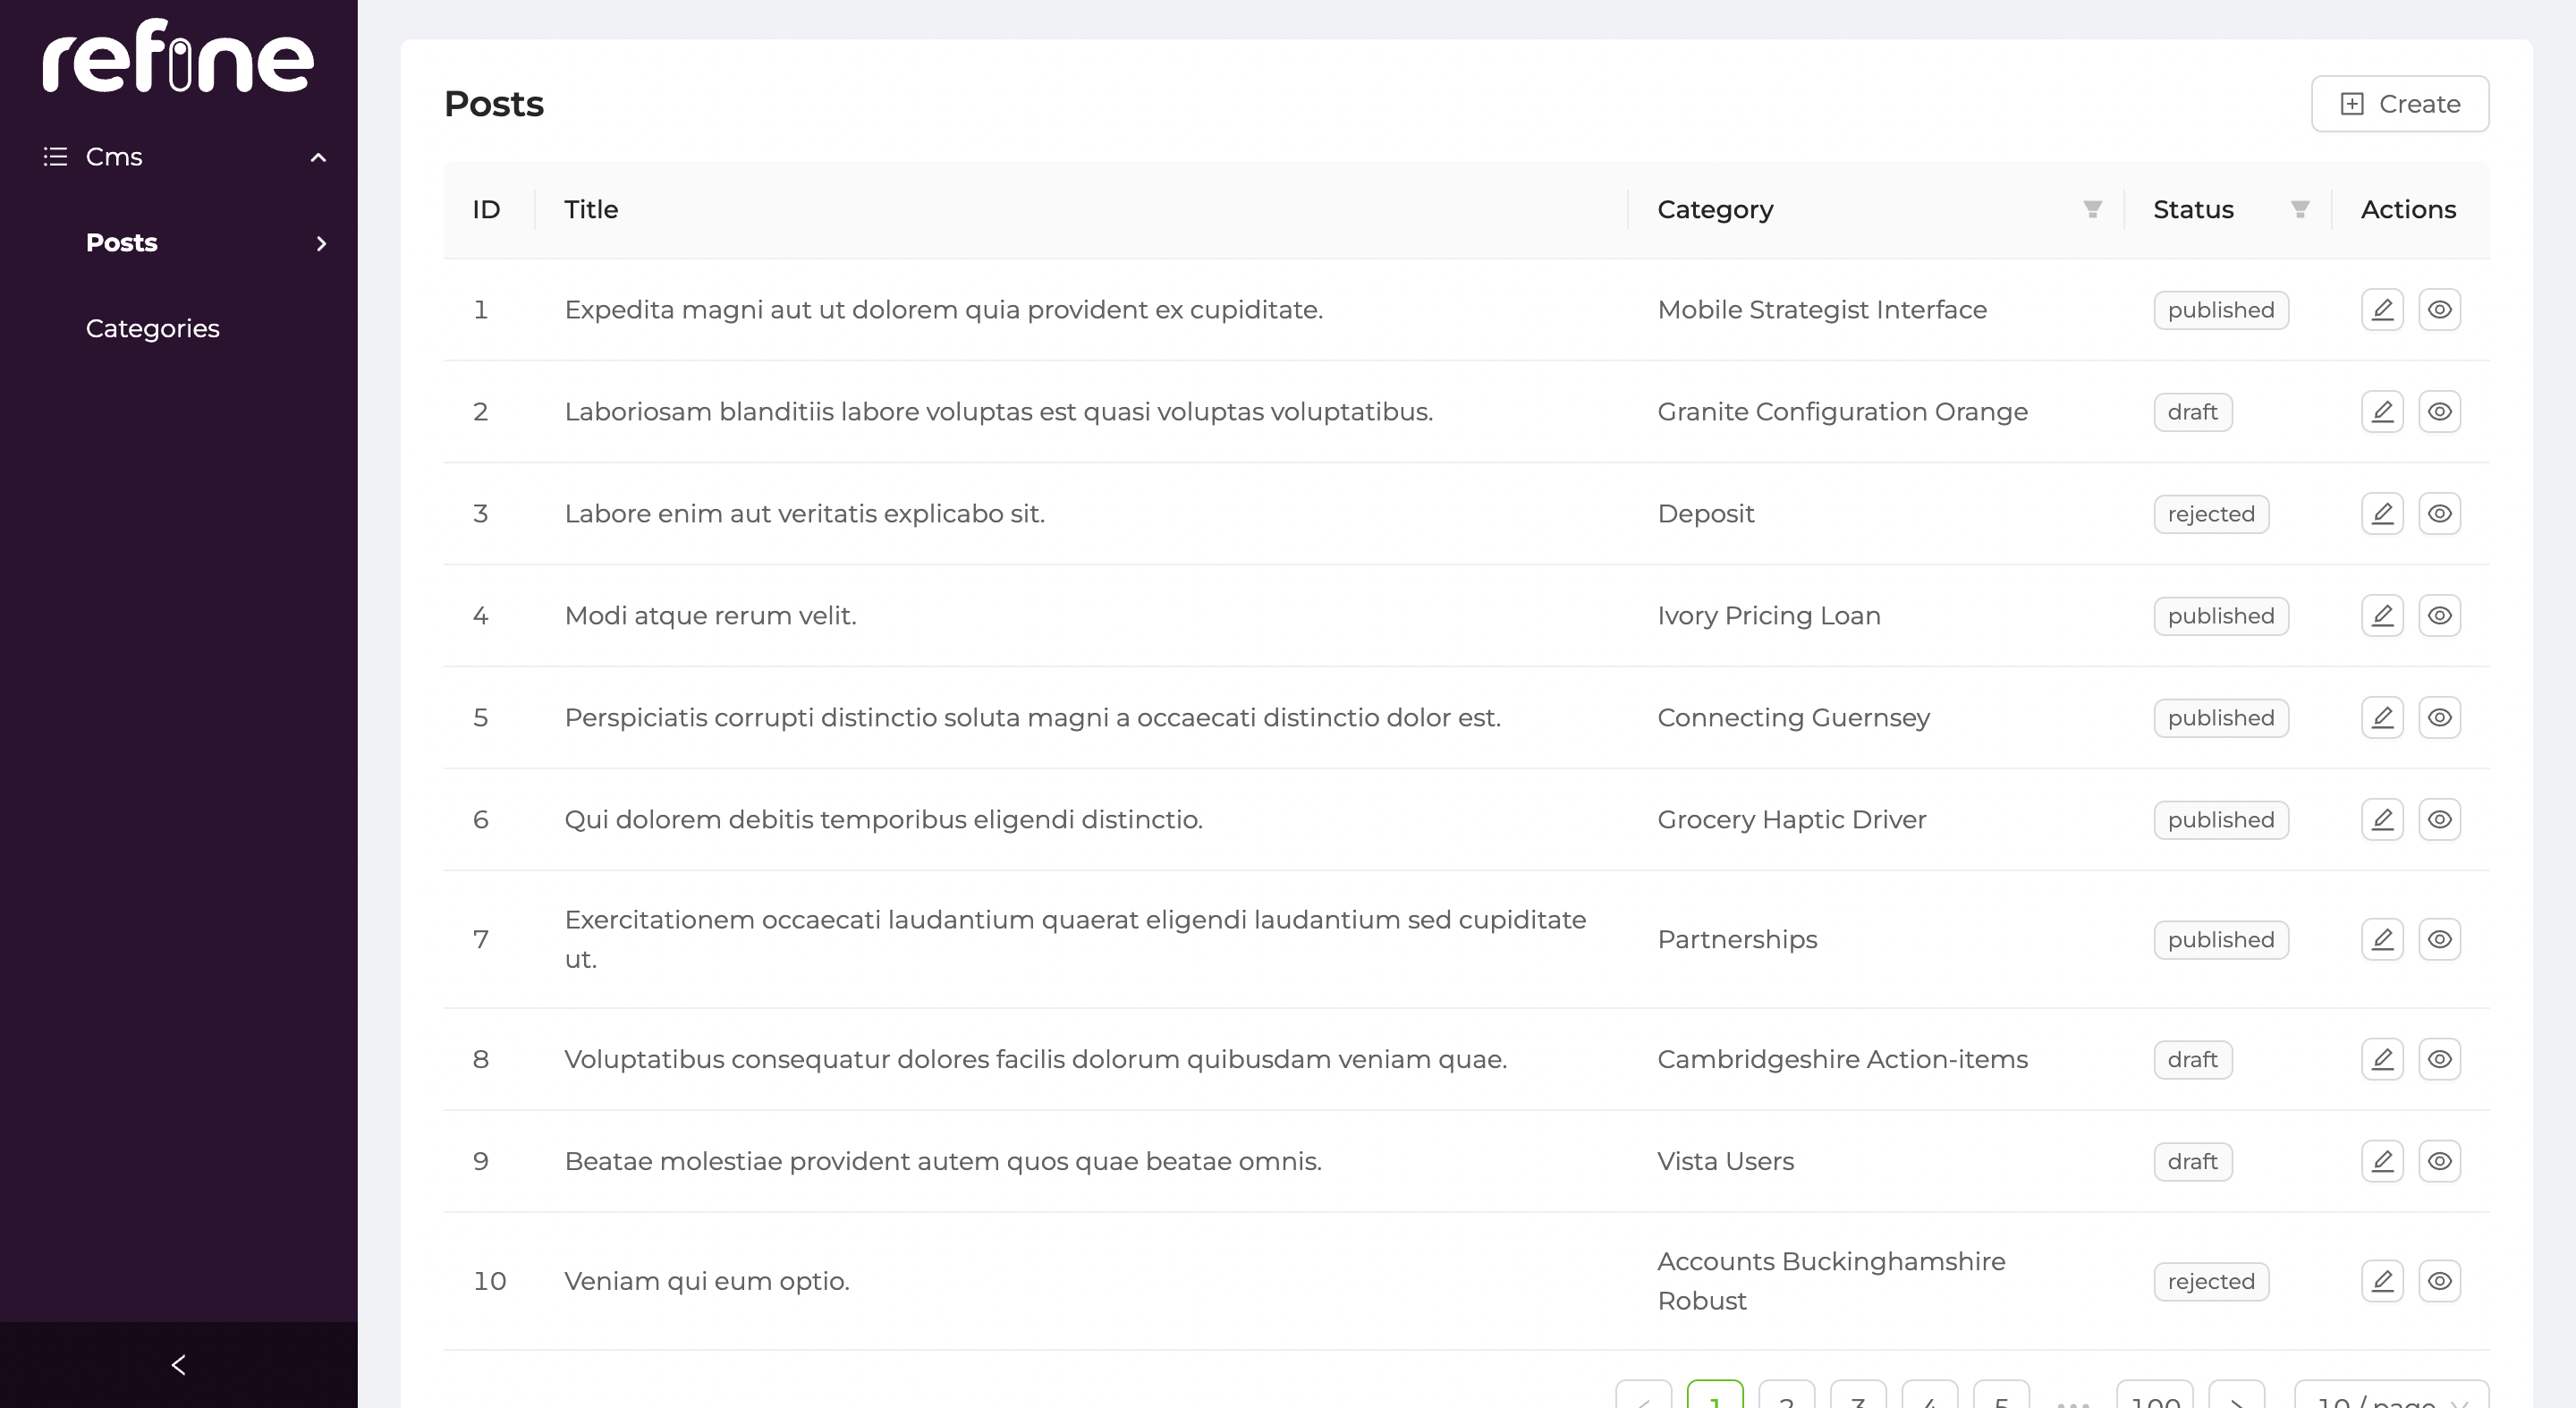 refine
Cms
Posts
Categories
Posts
Create
ID Title Category Status Actions
1 Expedita magni aut ut dolorem quia provident ex cupiditate. Mobile Strategist Interface published
2 Laboriosam blanditiis labore voluptas est quasi voluptas voluptatibus. Granite Configuration Orange draft
3 Labore enim aut veritatis explicabo sit. Deposit rejected
4 Modi atque rerum velit. Ivory Pricing Loan published
5 Perspiciatis corrupti distinctio soluta magni a occaecati distinctio dolor est. Connecting Guernsey published
6 Qui dolorem debitis temporibus eligendi distinctio. Grocery Haptic Driver published
7 Exercitationem occaecati laudantium quaerat eligendi laudantium sed cupiditate
ut. Partnerships published
8 Voluptatibus consequatur dolores facilis dolorum quibusdam veniam quae. Cambridgeshire Action-items draft
9 Beatae molestiae provident autem quos quae beatae omnis. Vista Users draft
10 Veniam qui eum optio. Accounts Buckinghamshire
Robust rejected
1 2 3 4 5 ••• 100 10 / page